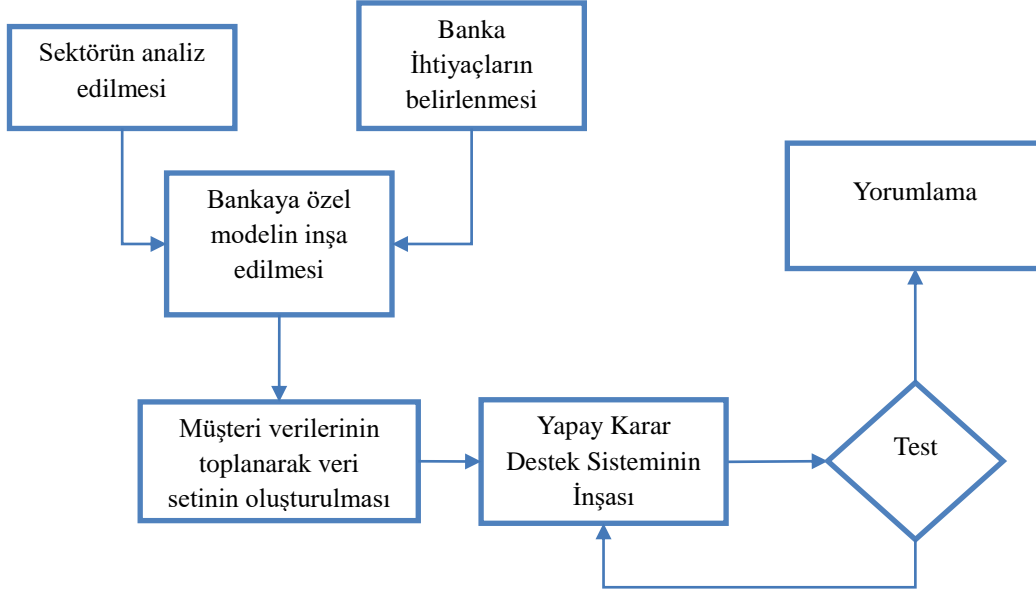 Sektörün analiz
edilmesi
Banka
İhtiyaçların
belirlenmesi
Bankaya özel
modelin inşa
edilmesi
Yorumlama
Müşteri verilerinin
toplanarak veri
setinin oluşturulması
Yapay Karar
Destek Sisteminin
İnşası
Test